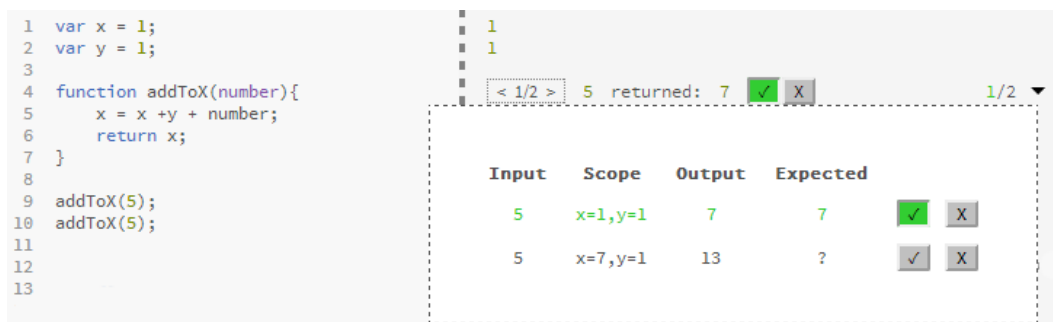 1 var x = 1;
2 var y = 1;
3
4 function addToX(number){
5 x = x +y + number;
6 return x;
7 }
8
9 addToX(5);
10 addToX(5);
11
12
13
1
1
< 1/2 > 5 returned: 7 ✓ X 1/2 ▼
Input Scope Output Expected
5 x=1,y=1 7 7 ✓ X
5 x=7,y=1 13 ? ✓ X